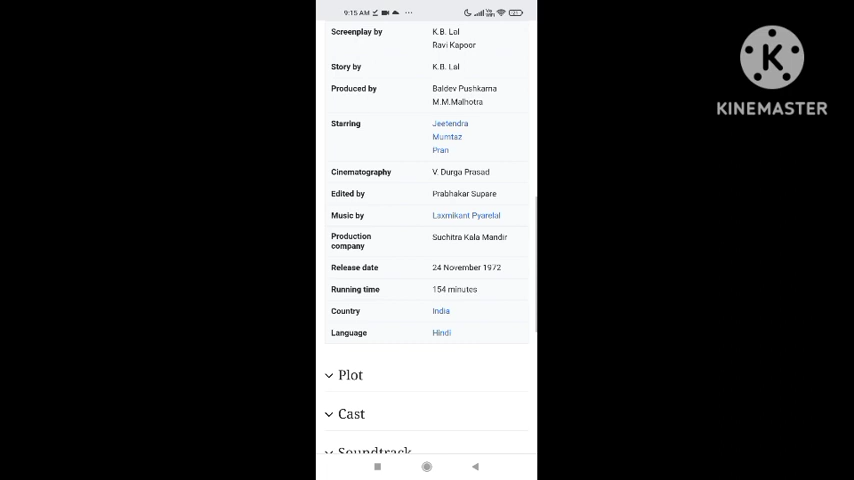 9:15 AM
KINEMASTER
Screenplay by K.B. Lal
Ravi Kapoor
Story by K.B. Lal
Produced by Baldev Pushkarna
M.M.Malhotra
Starring Jeetendra
Mumtaz
Pran
Cinematography V. Durga Prasad
Edited by Prabhakar Supare
Music by Laxmikant Pyarelal
Production
company Suchitra Kala Mandir
Release date 24 November 1972
Running time 154 minutes
Country India
Language Hindi
Plot
Cast
Soundtrack